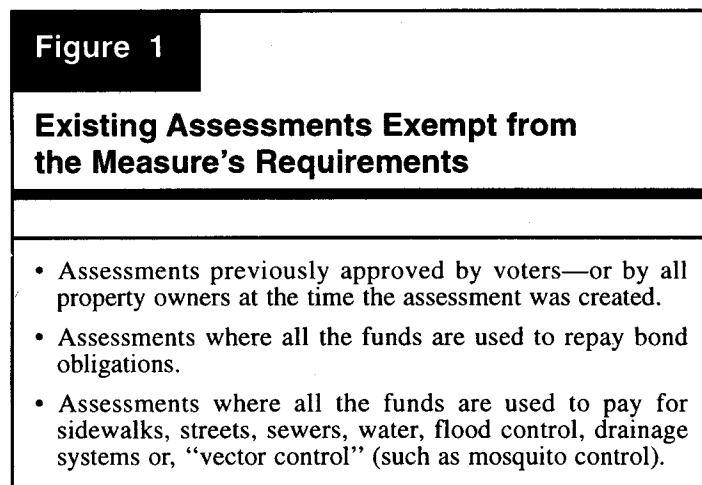 Figure 1
Existing Assessments Exempt from
the Measure's Requirements
• Assessments previously approved by voters—or by all
property owners at the time the assessment was created.
• Assessments where all the funds are used to repay bond
obligations.
• Assessments where all the funds are used to pay for
sidewalks, streets, sewers, water, flood control, drainage
systems or, “vector control” (such as mosquito control).